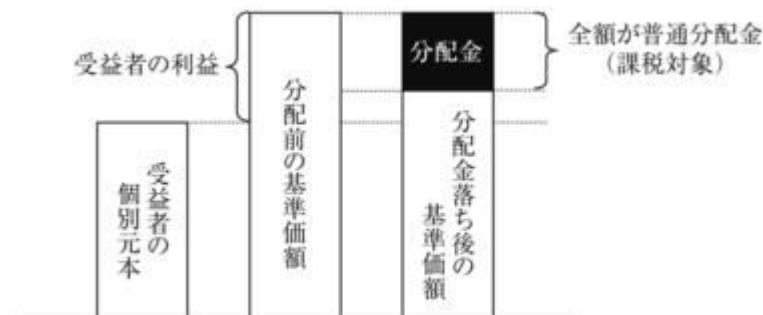 受益者の利益
受益者の
個別元本
分配前の基準価額
分配金
分配金落ち後の
基準価額
全額が普通分配金
（課税対象）